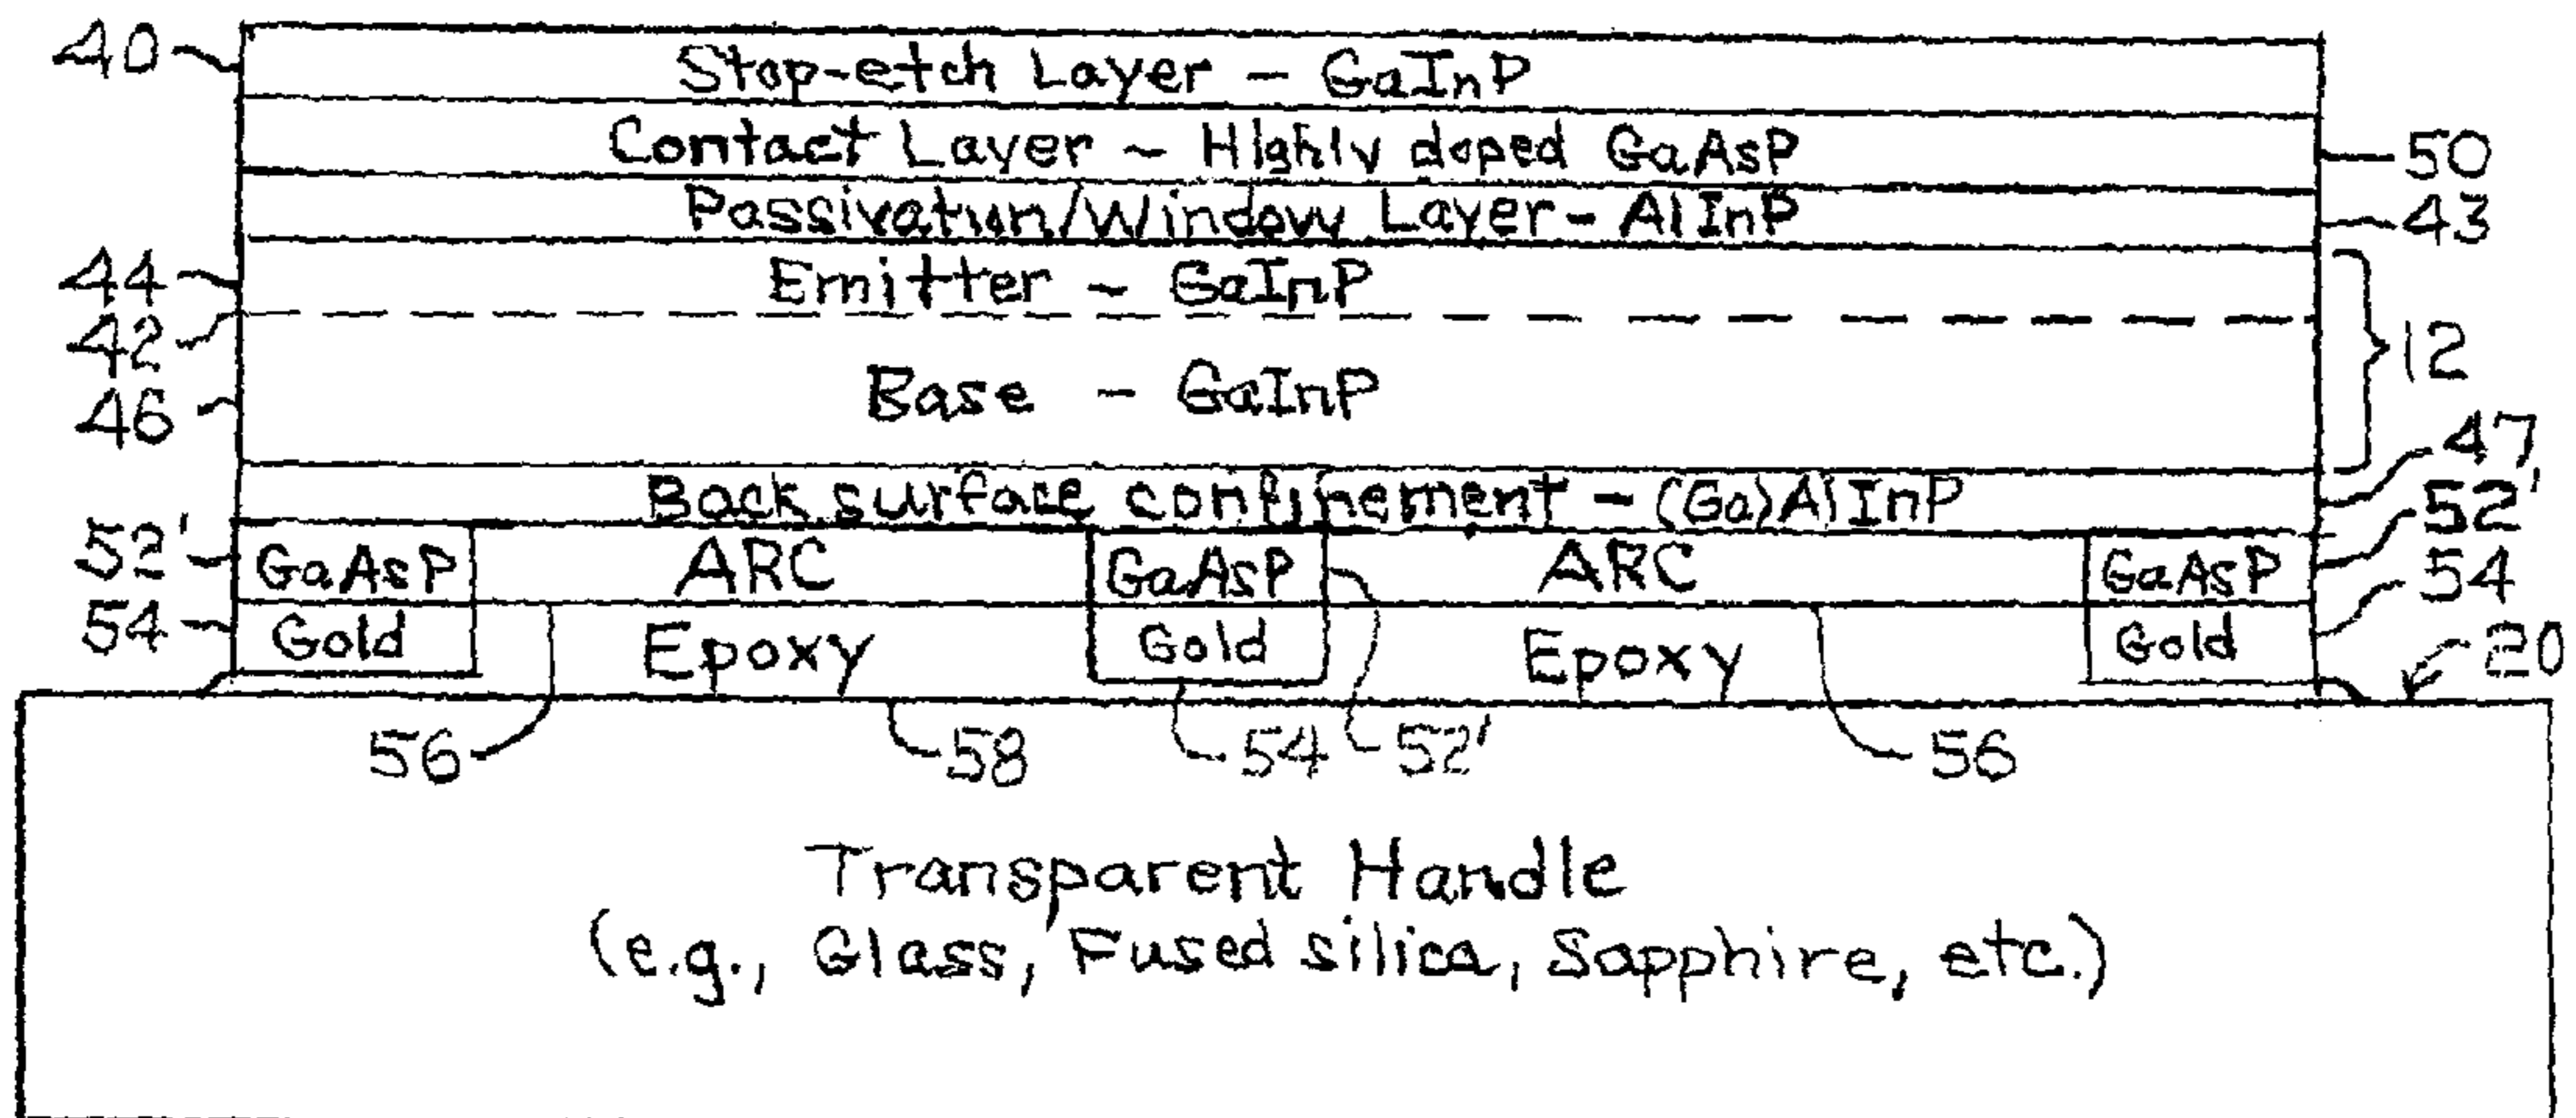 40 Stop-etch Layer - GaInP
Contact Layer - Highly doped GaAsP 50
Passivation/Window Layer - AlInP 43
44 Emitter - GaInP
42 12
46 Base - GaInP
47
Back surface confinement - (Ga)AlInP
52' GaAsP ARC GaAsP ARC GaAsP 52'
54 Gold Epoxy Gold Epoxy Gold 54
20
56 58 54 52' 56
Transparent Handle
(e.g., Glass, Fused silica, Sapphire, etc.)